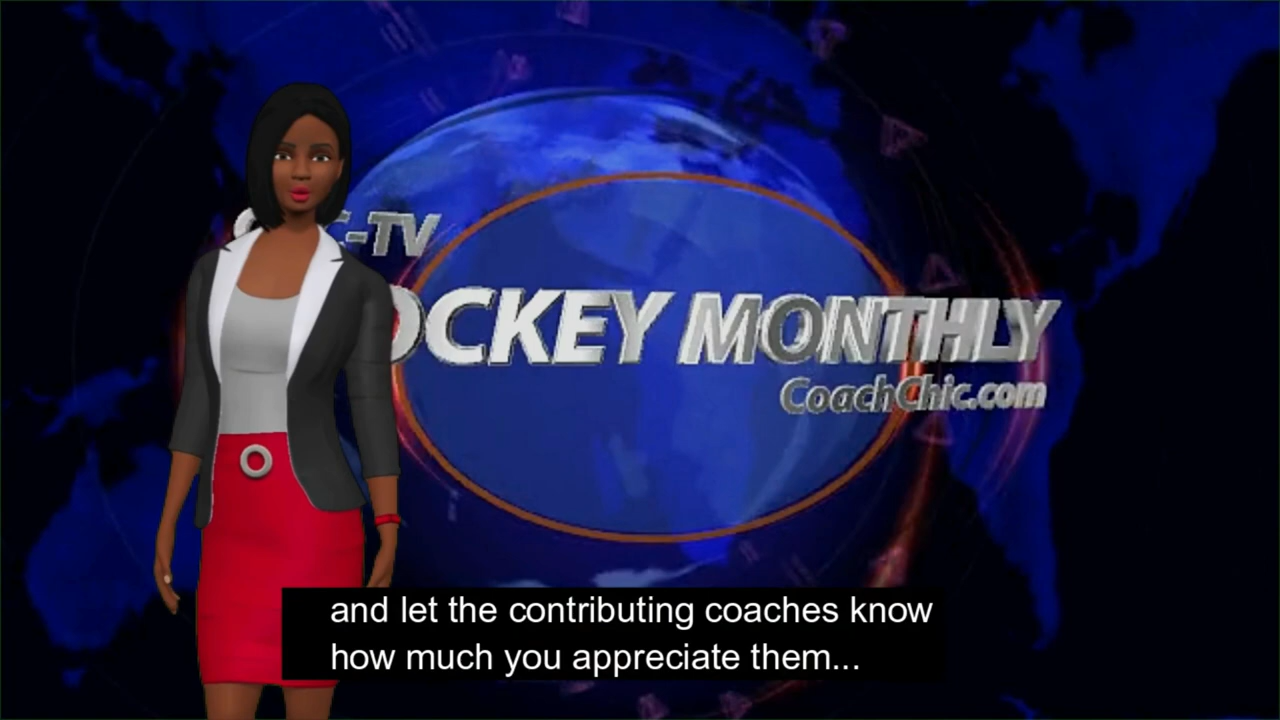 C-TV
OCKEY MONTHLY
CoachChic.com
and let the contributing coaches know
how much you appreciate them...